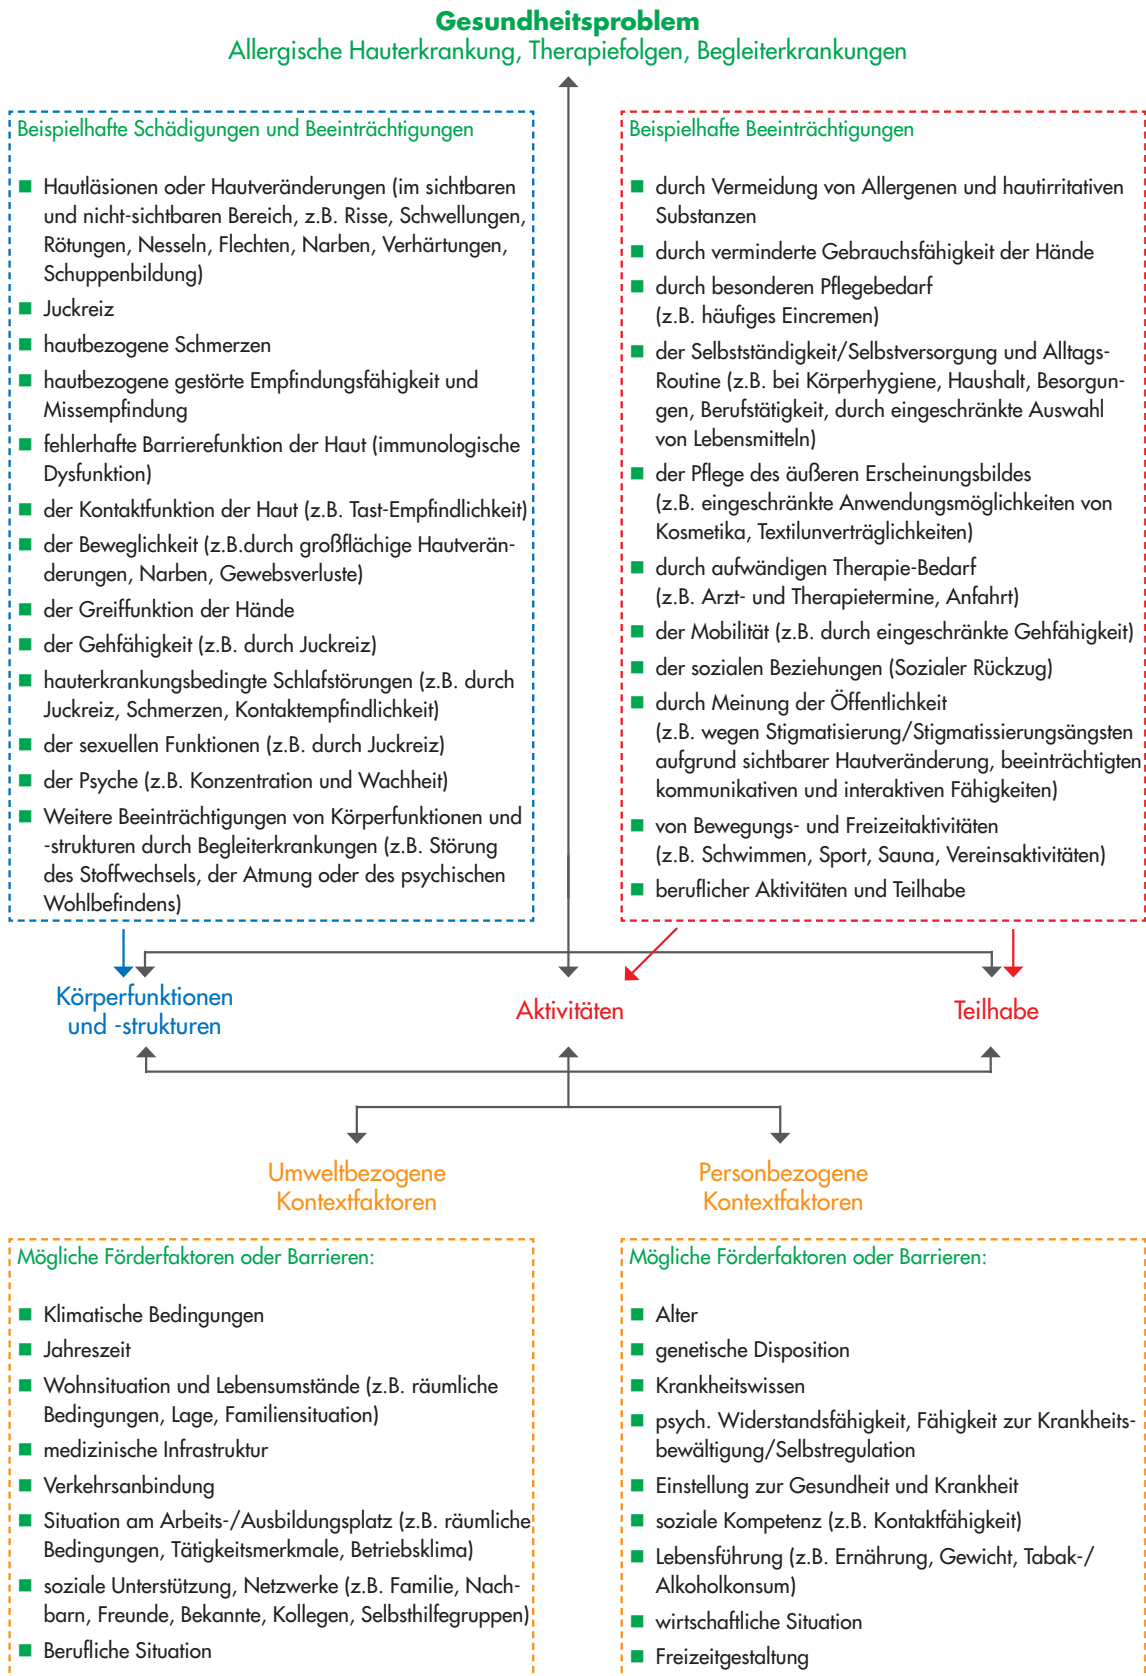 Gesundheitsproblem
Allergische Hauterkrankung, Therapiefolgen, Begleiterkrankungen
Beispielhafte Schädigungen und Beeinträchtigungen
■ Hautläsionen oder Hautveränderungen (im sichtbaren
und nicht-sichtbaren Bereich, z.B. Risse, Schwellungen,
Rötungen, Nesseln, Flechten, Narben, Verhärtungen,
Schuppenbildung)
■ Juckreiz
■ hautbezogene Schmerzen
■ hautbezogene gestörte Empfindungsfähigkeit und
Missempfindung
■ fehlerhafte Barrierefunktion der Haut (immunologische
Dysfunktion)
■ der Kontaktfunktion der Haut (z.B. Tast-Empfindlichkeit)
■ der Beweglichkeit (z.B.durch großflächige Hautverän-
derungen, Narben, Gewebsverluste)
■ der Greiffunktion der Hände
■ der Gehfähigkeit (z.B. durch Juckreiz)
■ hauterkrankungsbedingte Schlafstörungen (z.B. durch
Juckreiz, Schmerzen, Kontaktempfindlichkeit)
■ der sexuellen Funktionen (z.B. durch Juckreiz)
■ der Psyche (z.B. Konzentration und Wachheit)
■ Weitere Beeinträchtigungen von Körperfunktionen und
-strukturen durch Begleiterkrankungen (z.B. Störung
des Stoffwechsels, der Atmung oder des psychischen
Wohlbefindens)
Beispielhafte Beeinträchtigungen
■ durch Vermeidung von Allergenen und hautirritativen
Substanzen
■ durch verminderte Gebrauchsfähigkeit der Hände
■ durch besonderen Pflegebedarf
(z.B. häufiges Eincremen)
■ der Selbstständigkeit/Selbstversorgung und Alltags-
Routine (z.B. bei Körperhygiene, Haushalt, Besorgun-
gen, Berufstätigkeit, durch eingeschränkte Auswahl
von Lebensmitteln)
■ der Pflege des äußeren Erscheinungsbildes
(z.B. eingeschränkte Anwendungsmöglichkeiten von
Kosmetika, Textilunverträglichkeiten)
■ durch aufwändigen Therapie-Bedarf
(z.B. Arzt- und Therapietermine, Anfahrt)
■ der Mobilität (z.B. durch eingeschränkte Gehfähigkeit)
■ der sozialen Beziehungen (Sozialer Rückzug)
■ durch Meinung der Öffentlichkeit
(z.B. wegen Stigmatisierung/Stigmatissierungsängsten
aufgrund sichtbarer Hautveränderung, beeinträchtigten
kommunikativen und interaktiven Fähigkeiten)
■ von Bewegungs- und Freizeitaktivitäten
(z.B. Schwimmen, Sport, Sauna, Vereinsaktivitäten)
■ beruflicher Aktivitäten und Teilhabe
Körperfunktionen
und -strukturen
Aktivitäten
Teilhabe
Umweltbezogene
Kontextfaktoren
Personbezogene
Kontextfaktoren
Mögliche Förderfaktoren oder Barrieren:
■ Klimatische Bedingungen
■ Jahreszeit
■ Wohnsituation und Lebensumstände (z.B. räumliche
Bedingungen, Lage, Familiensituation)
■ medizinische Infrastruktur
■ Verkehrsanbindung
■ Situation am Arbeits-/Ausbildungsplatz (z.B. räumliche
Bedingungen, Tätigkeitsmerkmale, Betriebsklima)
■ soziale Unterstützung, Netzwerke (z.B. Familie, Nach-
barn, Freunde, Bekannte, Kollegen, Selbsthilfegruppen)
■ Berufliche Situation
Mögliche Förderfaktoren oder Barrieren:
■ Alter
■ genetische Disposition
■ Krankheitswissen
■ psych. Widerstandsfähigkeit, Fähigkeit zur Krankheits-
bewältigung/Selbstregulation
■ Einstellung zur Gesundheit und Krankheit
■ soziale Kompetenz (z.B. Kontaktfähigkeit)
■ Lebensführung (z.B. Ernährung, Gewicht, Tabak-/
Alkoholkonsum)
■ wirtschaftliche Situation
■ Freizeitgestaltung